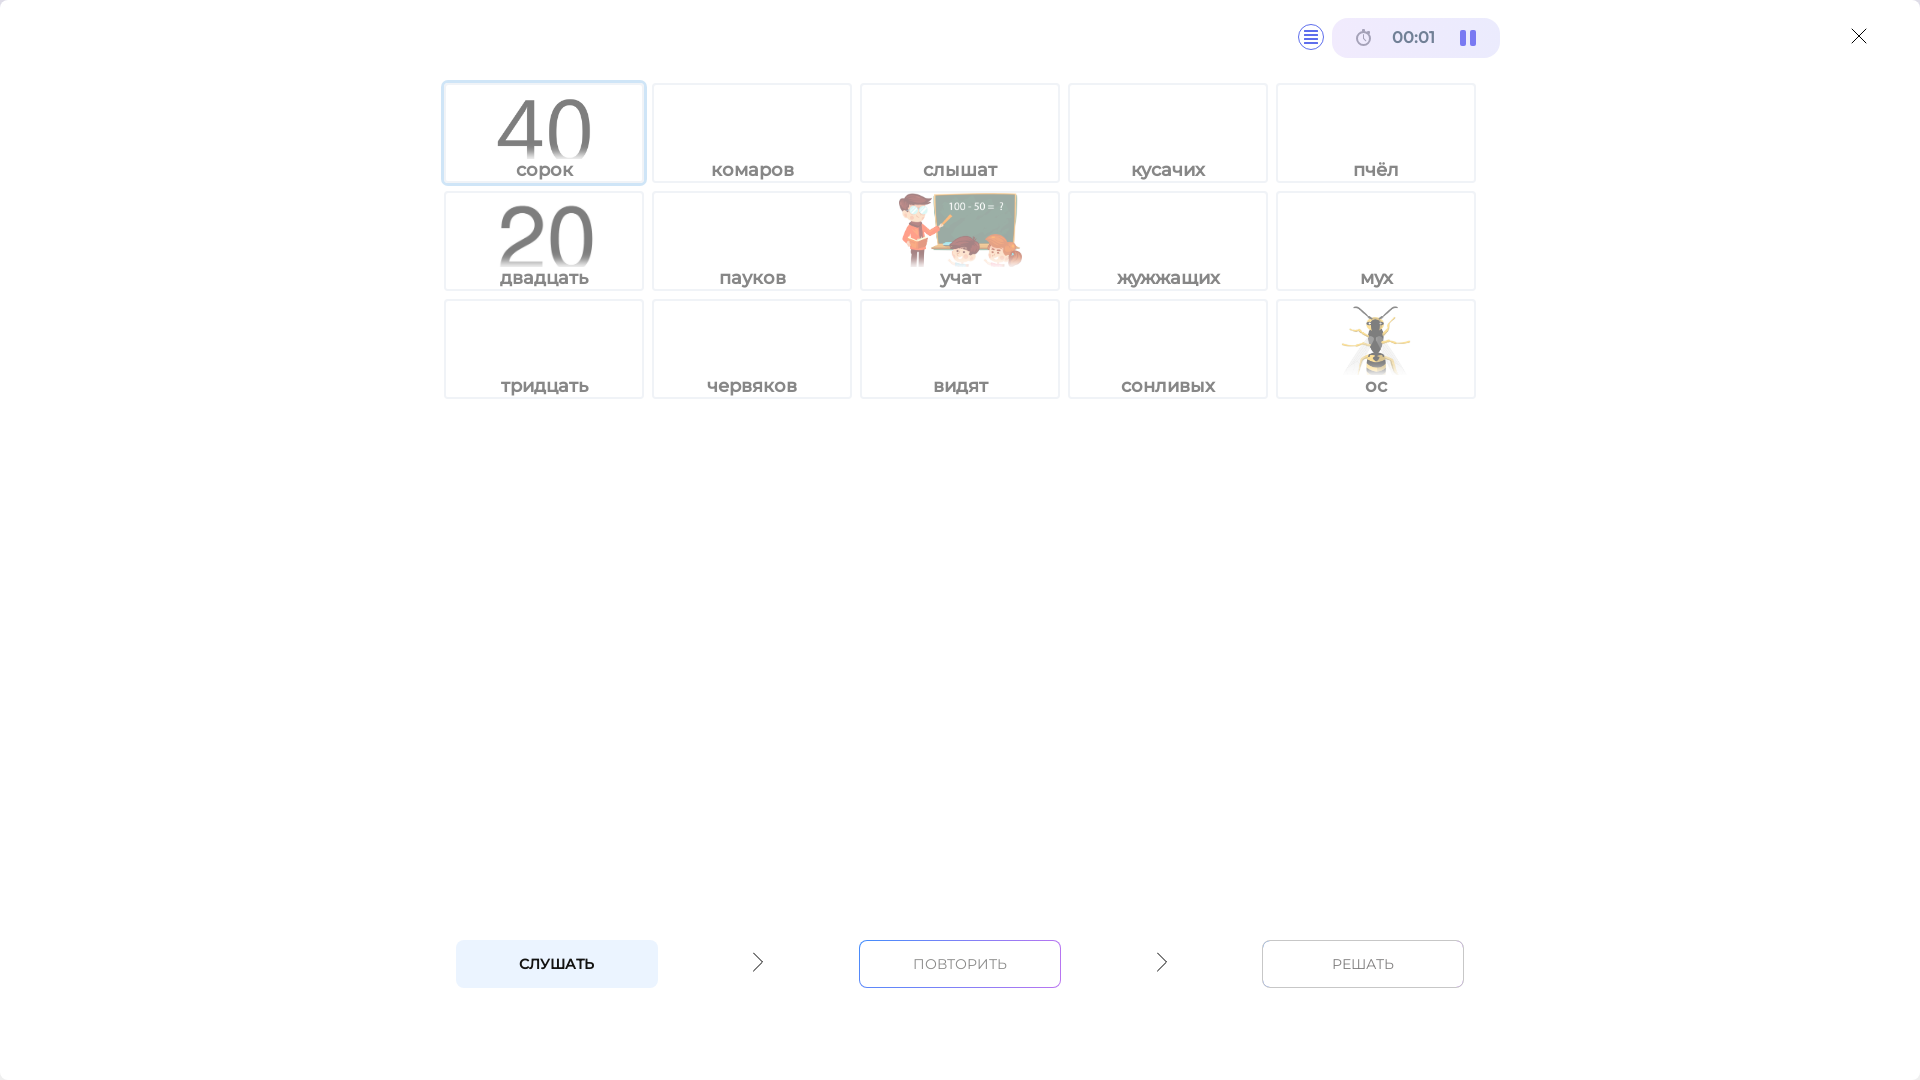 00:01
40
сорок комаров слышат кусачих пчёл
20
100 - 50 = ?
двадцать пауков учат жужжащих мух
тридцать червяков видят сонливых ос
СЛУШАТЬ ПОВТОРИТЬ РЕШАТЬ